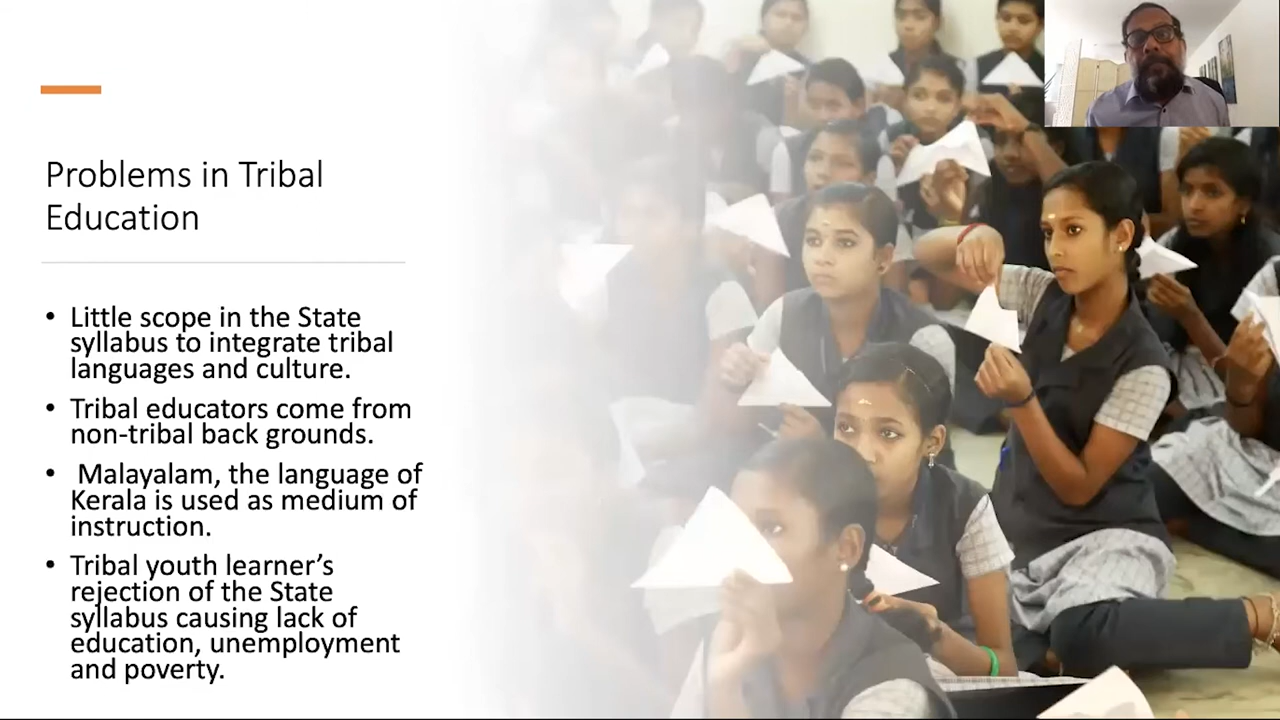 Problems in Tribal
Education
• Little scope in the State
syllabus to integrate tribal
languages and culture.
• Tribal educators come from
non-tribal back grounds.
• Malayalam, the language of
Kerala is used as medium of
instruction.
• Tribal youth learner's
rejection of the State
syllabus causing lack of
education, unemployment
and poverty.